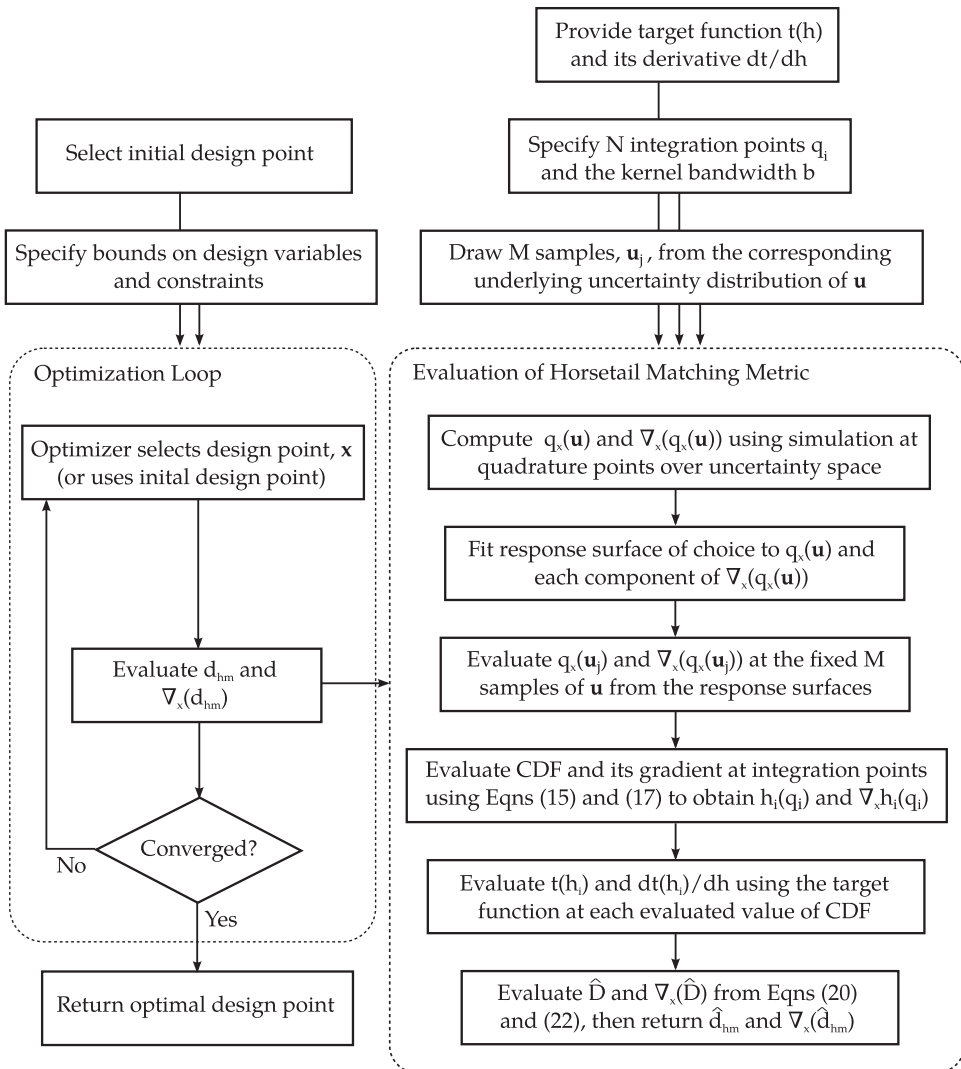 Provide target function t(h)
and its derivative dt/dh
Select initial design point
Specify N integration points qᵢ
and the kernel bandwidth b
Specify bounds on design variables
and constraints
Draw M samples, uⱼ , from the corresponding
underlying uncertainty distribution of u
Optimization Loop
Optimizer selects design point, x
(or uses inital design point)
Evaluate d_hm and
∇ₓ(d_hm)
Converged?
No
Yes
Return optimal design point
Evaluation of Horsetail Matching Metric
Compute qₓ(u) and ∇ₓ(qₓ(u)) using simulation at
quadrature points over uncertainty space
Fit response surface of choice to qₓ(u) and
each component of ∇ₓ(qₓ(u))
Evaluate qₓ(uⱼ) and ∇ₓ(qₓ(uⱼ)) at the fixed M
samples of u from the response surfaces
Evaluate CDF and its gradient at integration points
using Eqns (15) and (17) to obtain hᵢ(qᵢ) and ∇ₓhᵢ(qᵢ)
Evaluate t(hᵢ) and dt(hᵢ)/dh using the target
function at each evaluated value of CDF
Evaluate D̂ and ∇ₓ(D̂) from Eqns (20)
and (22), then return d̂_hm and ∇ₓ(d̂_hm)